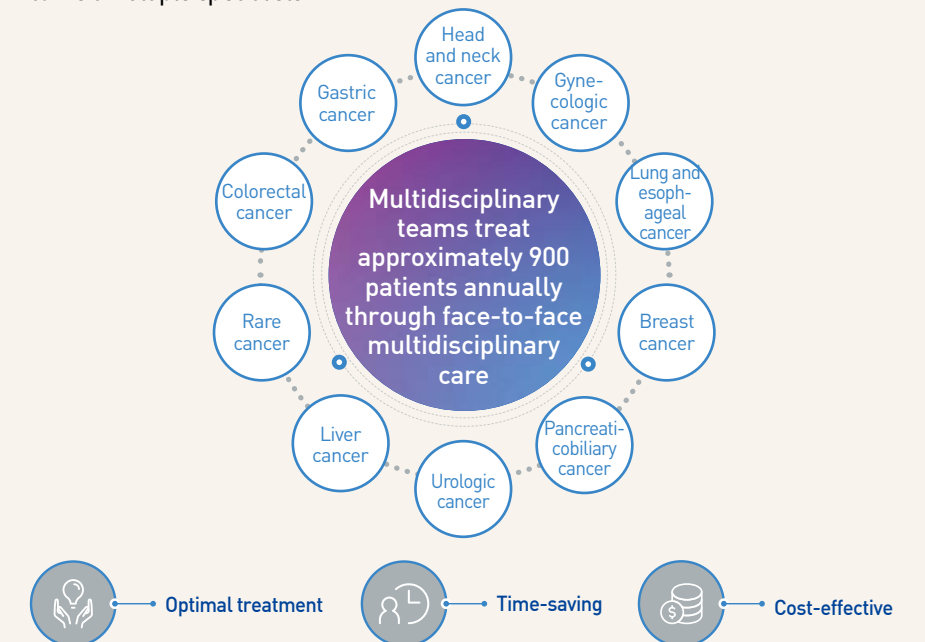 Head
and neck
cancer
Gyne-
cologic
cancer
Lung and
esoph-
ageal
cancer
Breast
cancer
Pancreati-
cobiliary
cancer
Urologic
cancer
Liver
cancer
Rare
cancer
Colorectal
cancer
Gastric
cancer
Multidisciplinary
teams treat
approximately 900
patients annually
through face-to-face
multidisciplinary
care
Optimal treatment
Time-saving
Cost-effective